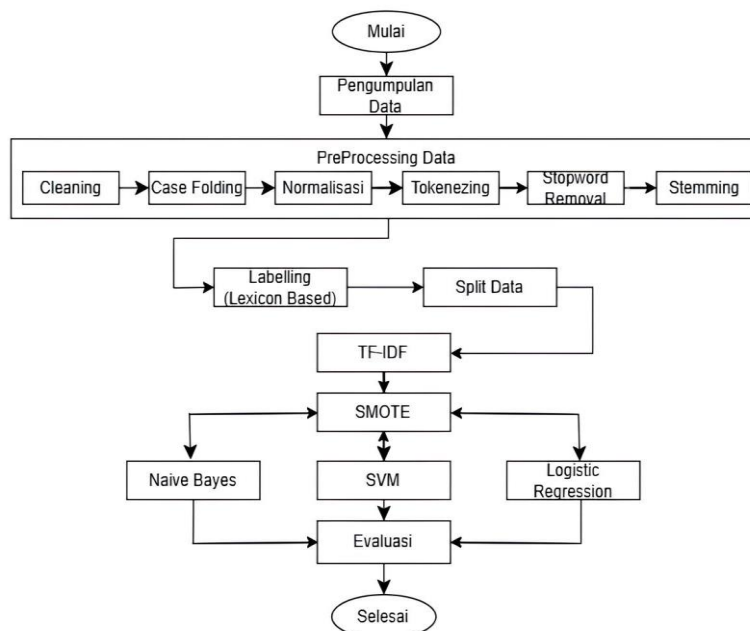 Mulai
Pengumpulan
Data
PreProcessing Data
Cleaning
Case Folding
Normalisasi
Tokenezing
Stopword
Removal
Stemming
Labelling
(Lexicon Based)
Split Data
TF-IDF
SMOTE
Naive Bayes
SVM
Logistic
Regression
Evaluasi
Selesai